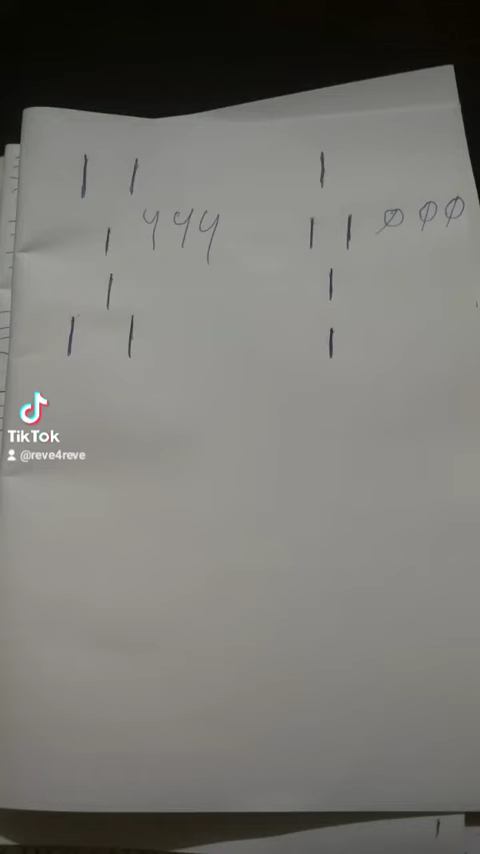 | | |
| 444 | | ØØØ
| |
| | |
TikTok
@reve4reve